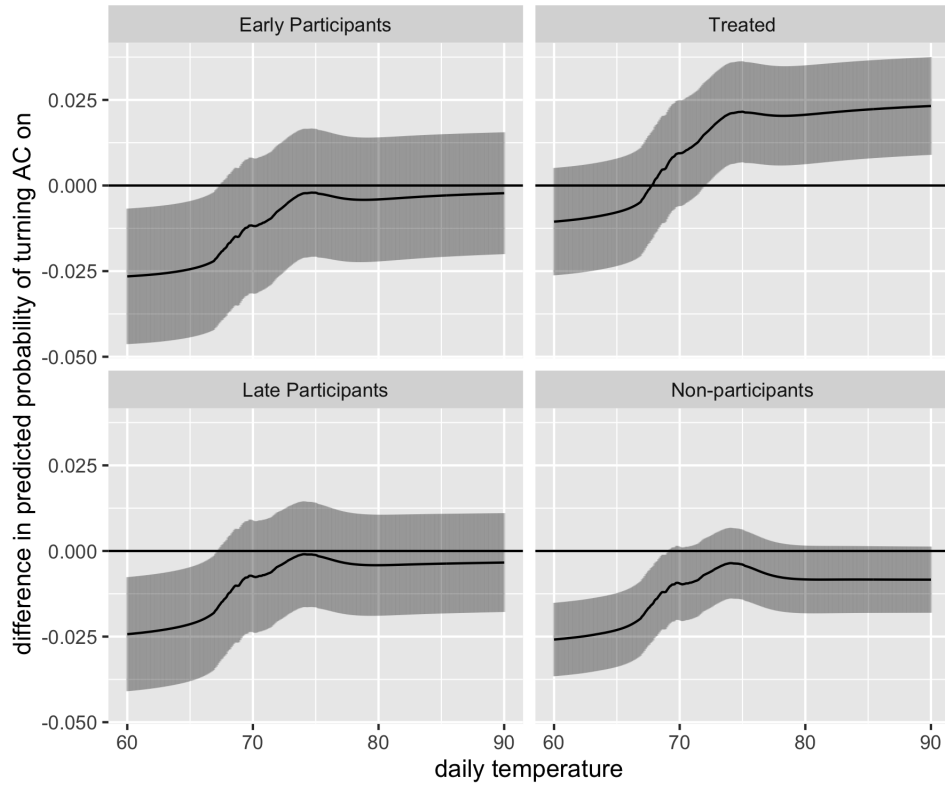 Early Participants
Treated
0.025
0.000
-0.025
-0.050
Late Participants
Non-participants
0.025
0.000
-0.025
-0.050
60
70
80
90
60
70
80
90
daily temperature
difference in predicted probability of turning AC on